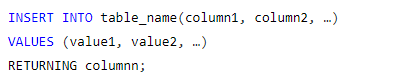 INSERT INTO table_name(column1, column2, …)
VALUES (value1, value2, …)
RETURNING columnn;